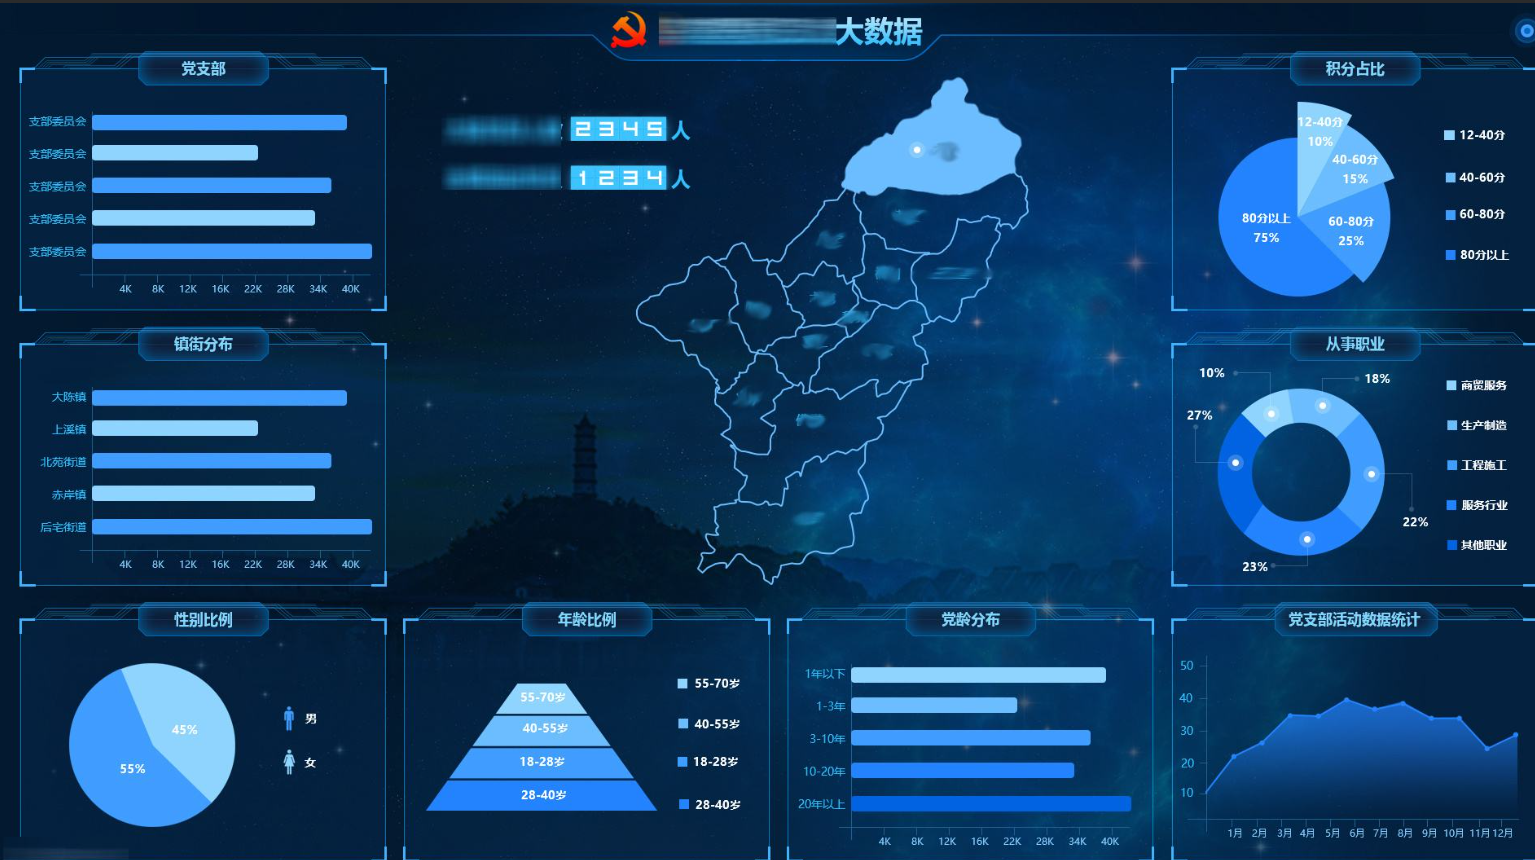 大数据
党支部
支部委员会
支部委员会
支部委员会
支部委员会
支部委员会
4K 8K 12K 16K 22K 28K 34K 40K
2345人
1234人
积分占比
12-40分
10%
40-60分
15%
60-80分
25%
80分以上
75%
12-40分
40-60分
60-80分
80分以上
镇街分布
大陈镇
上溪镇
北苑街道
赤岸镇
后宅街道
4K 8K 12K 16K 22K 28K 34K 40K
从事职业
10%
18%
27%
22%
23%
商贸服务
生产制造
工程施工
服务行业
其他职业
性别比例
45%
55%
男
女
年龄比例
55-70岁
40-55岁
18-28岁
28-40岁
55-70岁
40-55岁
18-28岁
28-40岁
党龄分布
1年以下
1-3年
3-10年
10-20年
20年以上
4K 8K 12K 16K 22K 28K 34K 40K
党支部活动数据统计
50
40
30
20
10
1月 2月 3月 4月 5月 6月 7月 8月 9月 10月 11月 12月